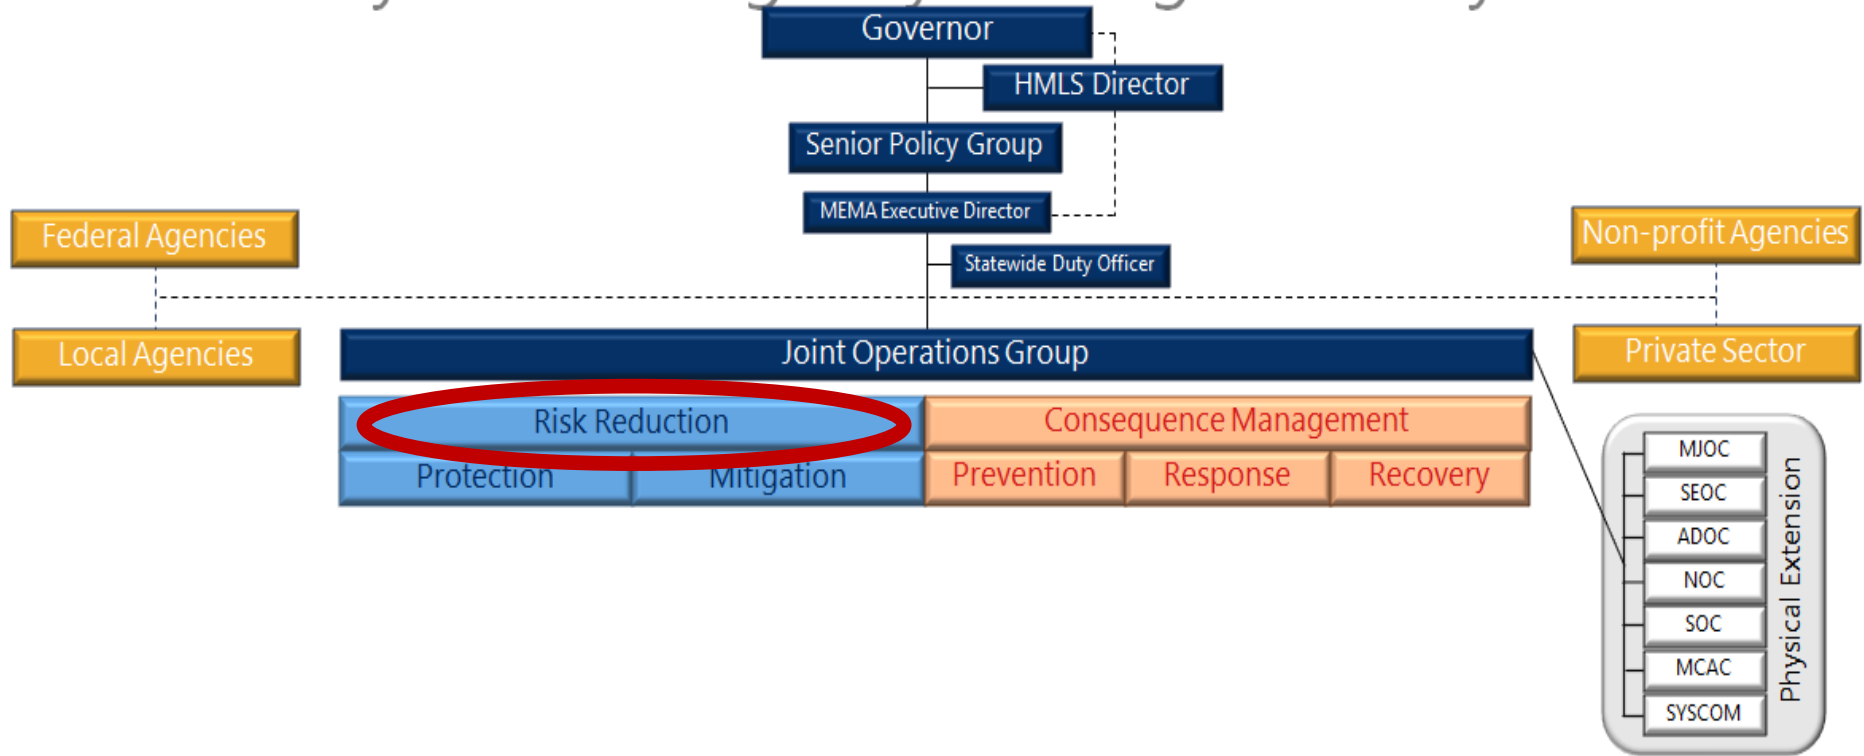 Governor
HMLS Director
Senior Policy Group
MEMA Executive Director
Statewide Duty Officer
Federal Agencies
Non-profit Agencies
Local Agencies
Joint Operations Group
Private Sector
Risk Reduction
Consequence Management
Protection
Mitigation
Prevention
Response
Recovery
MJOC
SEOC
ADOC
NOC
SOC
MCAC
SYSCOM
Physical Extension